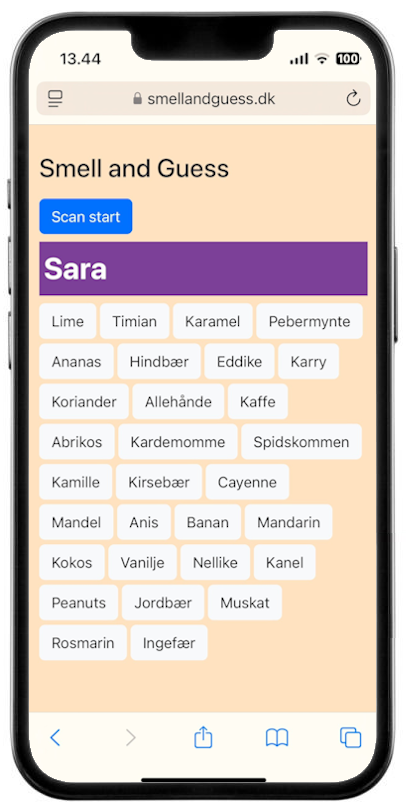 13.44 100
smellandguess.dk
Smell and Guess
Scan start
Sara
Lime Timian Karamel Pebermynte
Ananas Hindbær Eddike Karry
Koriander Allehånde Kaffe
Abrikos Kardemomme Spidskommen
Kamille Kirsebær Cayenne
Mandel Anis Banan Mandarin
Kokos Vanilje Nellike Kanel
Peanuts Jordbær Muskat
Rosmarin Ingefær